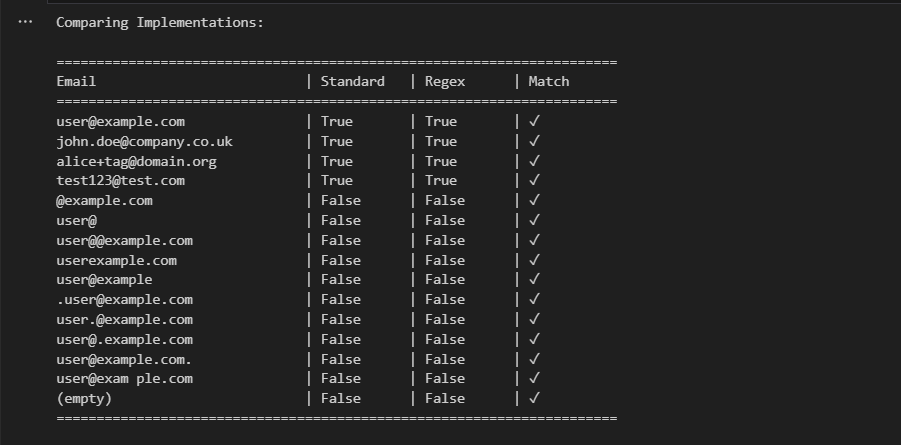 ...
Comparing Implementations:
======================================================================
Email                          | Standard   | Regex      | Match
======================================================================
user@example.com               | True       | True       | ✓
john.doe@company.co.uk         | True       | True       | ✓
alice+tag@domain.org           | True       | True       | ✓
test123@test.com               | True       | True       | ✓
@example.com                   | False      | False      | ✓
user@                          | False      | False      | ✓
user@@example.com              | False      | False      | ✓
userexample.com                | False      | False      | ✓
user@example                   | False      | False      | ✓
.user@example.com              | False      | False      | ✓
user.@example.com              | False      | False      | ✓
user@.example.com              | False      | False      | ✓
user@example.com.              | False      | False      | ✓
user@exam ple.com              | False      | False      | ✓
(empty)                        | False      | False      | ✓
======================================================================